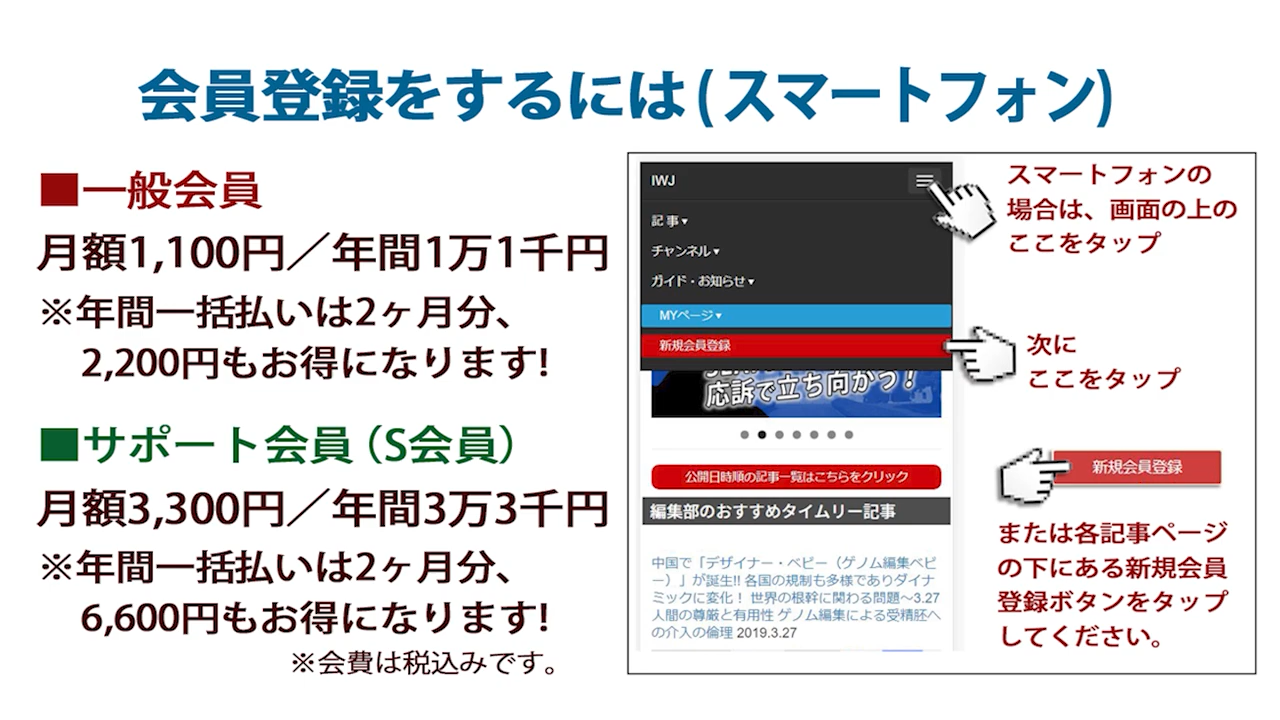 会員登録をするには(スマートフォン)
■一般会員
月額1,100円／年間1万1千円
※年間一括払いは2ヶ月分、
2,200円もお得になります!
■サポート会員（S会員）
月額3,300円／年間3万3千円
※年間一括払いは2ヶ月分、
6,600円もお得になります!
※会費は税込みです。
IWJ
記事▾
チャンネル▾
ガイド・お知らせ▾
MYページ▾
新規会員登録
応訴で立ち向かう！
公開日時順の記事一覧はこちらをクリック
編集部のおすすめタイムリー記事
中国で「デザイナー・ベビー（ゲノム編集ベビ
ー）」が誕生!! 各国の規制も多様でありダイナ
ミックに変化！ 世界の根幹に関わる問題〜3.27
人間の尊厳と有用性 ゲノム編集による受精胚へ
の介入の倫理 2019.3.27
スマートフォンの
場合は、画面の上の
ここをタップ
次に
ここをタップ
新規会員登録
または各記事ページ
の下にある新規会員
登録ボタンをタップ
してください。